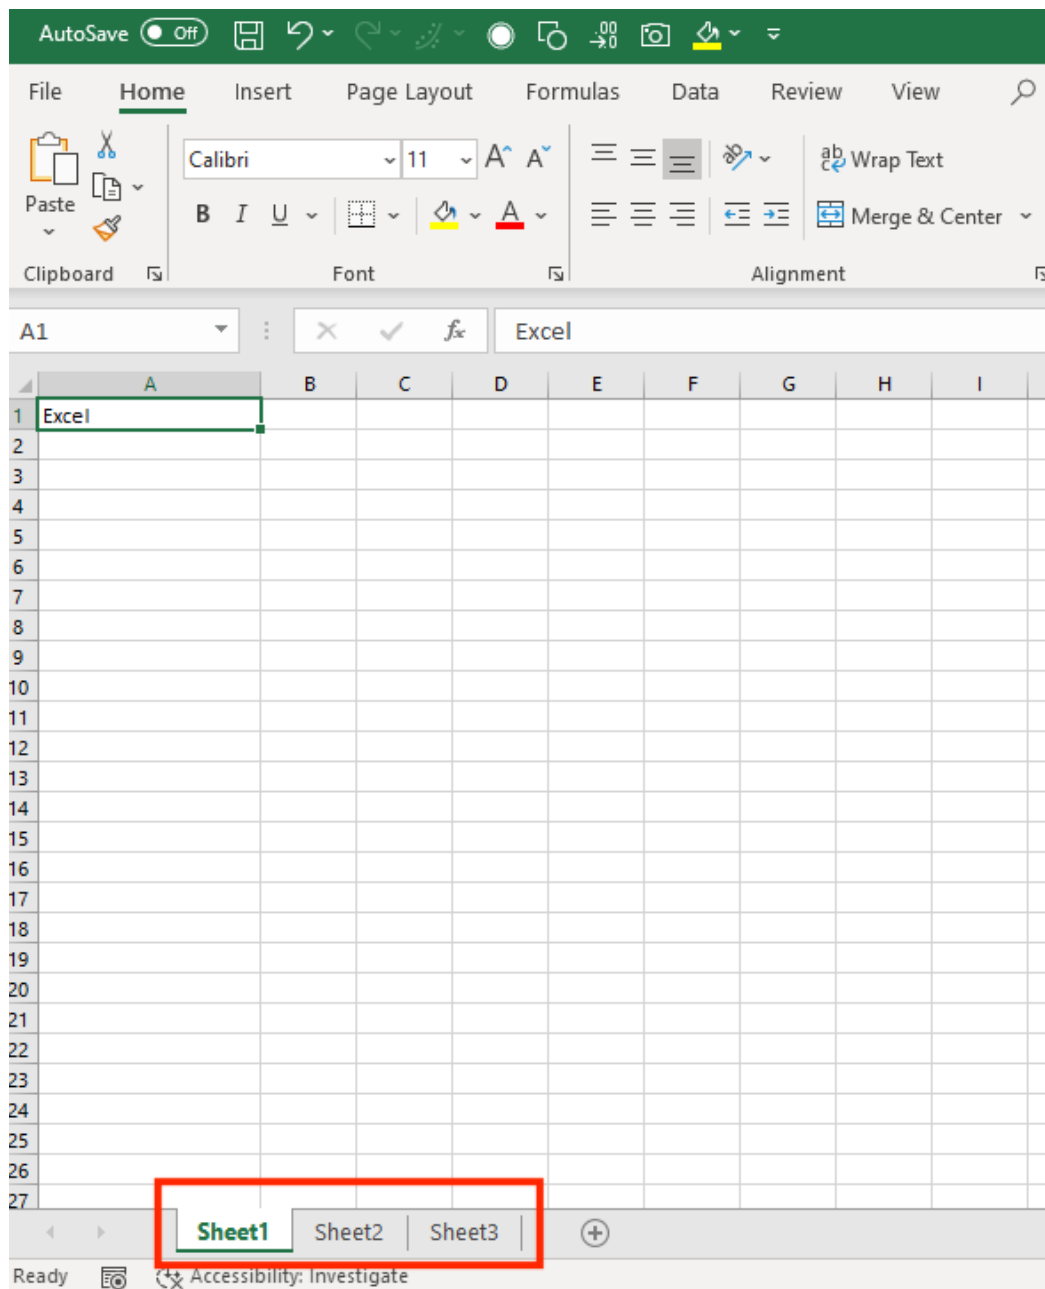 AutoSave Off
File Home Insert Page Layout Formulas Data Review View
Calibri 11 A A ab Wrap Text
Paste B I U A Merge & Center
Clipboard Font Alignment
A1 fx Excel
A B C D E F G H I
1 Excel
2
3
4
5
6
7
8
9
10
11
12
13
14
15
16
17
18
19
20
21
22
23
24
25
26
27
Sheet1 Sheet2 Sheet3
Ready Accessibility: Investigate